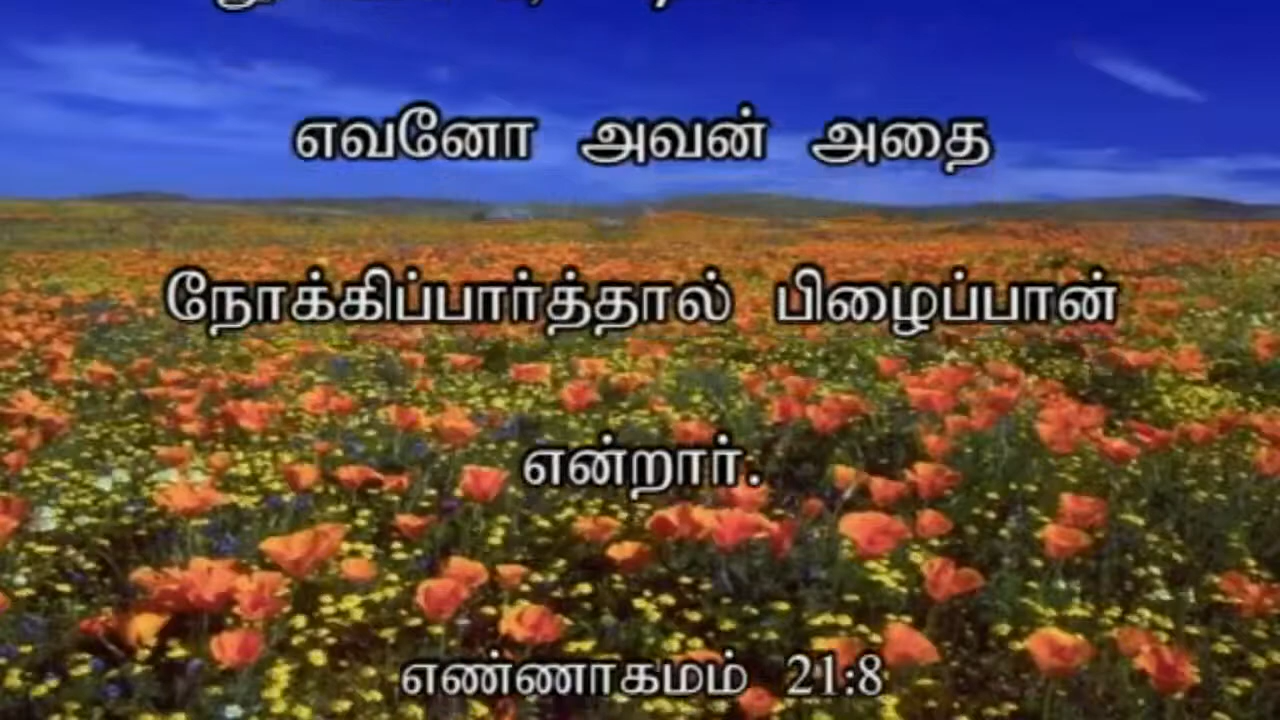 எவனோ அவன் அதை
நோக்கிப்பார்த்தால் பிழைப்பான்
என்றார்.
எண்ணாகமம் 21:8